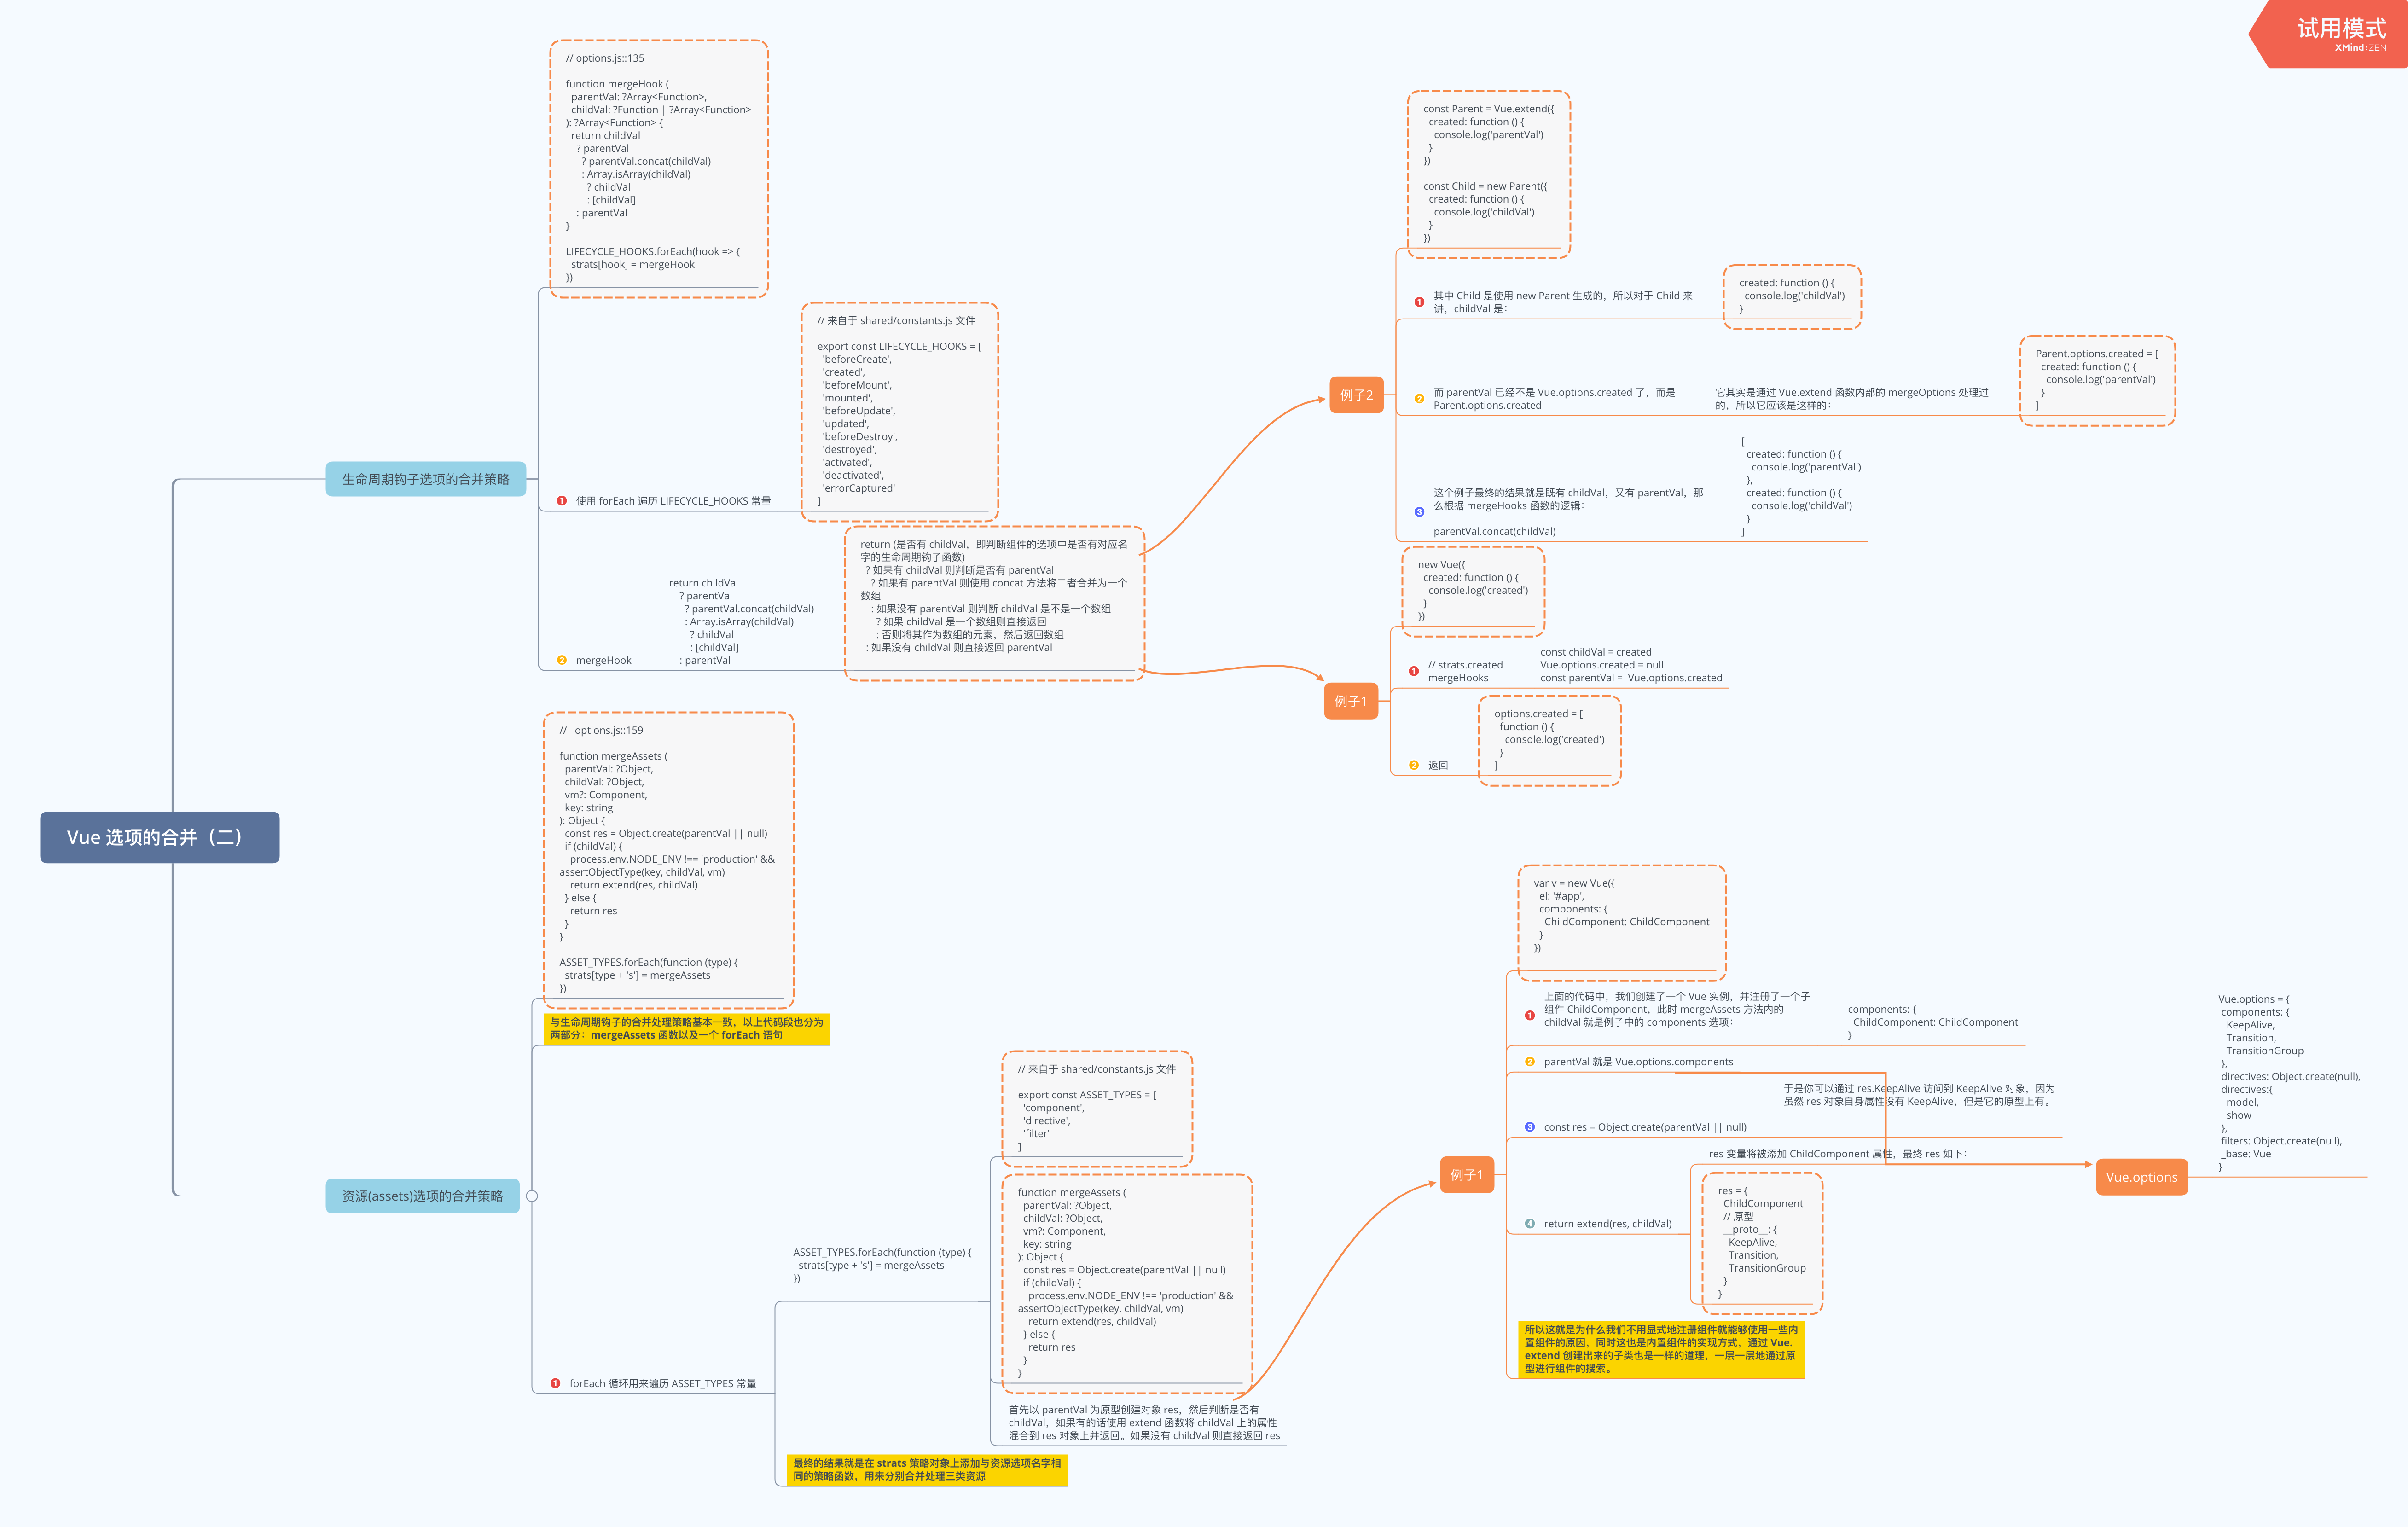 试用模式
XMind:ZEN
Vue 选项的合并（二）
生命周期钩子选项的合并策略
// options.js::135
function mergeHook (
parentVal: ?Array<Function>,
childVal: ?Function | ?Array<Function>
): ?Array<Function> {
return childVal
? parentVal
? parentVal.concat(childVal)
: Array.isArray(childVal)
? childVal
: [childVal]
: parentVal
}
LIFECYCLE_HOOKS.forEach(hook => {
strats[hook] = mergeHook
})
1 使用 forEach 遍历 LIFECYCLE_HOOKS 常量
// 来自于 shared/constants.js 文件
export const LIFECYCLE_HOOKS = [
'beforeCreate',
'created',
'beforeMount',
'mounted',
'beforeUpdate',
'updated',
'beforeDestroy',
'destroyed',
'activated',
'deactivated',
'errorCaptured'
]
2 mergeHook
return childVal
? parentVal
? parentVal.concat(childVal)
: Array.isArray(childVal)
? childVal
: [childVal]
: parentVal
return (是否有 childVal，即判断组件的选项中是否有对应名
字的生命周期钩子函数)
? 如果有 childVal 则判断是否有 parentVal
? 如果有 parentVal 则使用 concat 方法将二者合并为一个
数组
: 如果没有 parentVal 则判断 childVal 是不是一个数组
? 如果 childVal 是一个数组则直接返回
: 否则将其作为数组的元素，然后返回数组
: 如果没有 childVal 则直接返回 parentVal
例子2
const Parent = Vue.extend({
created: function () {
console.log('parentVal')
}
})
const Child = new Parent({
created: function () {
console.log('childVal')
}
})
1 其中 Child 是使用 new Parent 生成的，所以对于 Child 来
讲，childVal 是：
created: function () {
console.log('childVal')
}
2 而 parentVal 已经不是 Vue.options.created 了，而是
Parent.options.created
它其实是通过 Vue.extend 函数内部的 mergeOptions 处理过
的，所以它应该是这样的：
Parent.options.created = [
created: function () {
console.log('parentVal')
}
]
3 这个例子最终的结果就是既有 childVal，又有 parentVal，那
么根据 mergeHooks 函数的逻辑：
parentVal.concat(childVal)
[
created: function () {
console.log('parentVal')
},
created: function () {
console.log('childVal')
}
]
例子1
new Vue({
created: function () {
console.log('created')
}
})
1 // strats.created
mergeHooks
const childVal = created
Vue.options.created = null
const parentVal =  Vue.options.created
2 返回
options.created = [
function () {
console.log('created')
}
]
资源(assets)选项的合并策略
//   options.js::159
function mergeAssets (
parentVal: ?Object,
childVal: ?Object,
vm?: Component,
key: string
): Object {
const res = Object.create(parentVal || null)
if (childVal) {
process.env.NODE_ENV !== 'production' &&
assertObjectType(key, childVal, vm)
return extend(res, childVal)
} else {
return res
}
}
ASSET_TYPES.forEach(function (type) {
strats[type + 's'] = mergeAssets
})
与生命周期钩子的合并处理策略基本一致，以上代码段也分为
两部分：mergeAssets 函数以及一个 forEach 语句
1 forEach 循环用来遍历 ASSET_TYPES 常量
ASSET_TYPES.forEach(function (type) {
strats[type + 's'] = mergeAssets
})
// 来自于 shared/constants.js 文件
export const ASSET_TYPES = [
'component',
'directive',
'filter'
]
function mergeAssets (
parentVal: ?Object,
childVal: ?Object,
vm?: Component,
key: string
): Object {
const res = Object.create(parentVal || null)
if (childVal) {
process.env.NODE_ENV !== 'production' &&
assertObjectType(key, childVal, vm)
return extend(res, childVal)
} else {
return res
}
}
首先以 parentVal 为原型创建对象 res，然后判断是否有
childVal，如果有的话使用 extend 函数将 childVal 上的属性
混合到 res 对象上并返回。如果没有 childVal 则直接返回 res
最终的结果就是在 strats 策略对象上添加与资源选项名字相
同的策略函数，用来分别合并处理三类资源
例子1
var v = new Vue({
el: '#app',
components: {
ChildComponent: ChildComponent
}
})
1 上面的代码中，我们创建了一个 Vue 实例，并注册了一个子
组件 ChildComponent，此时 mergeAssets 方法内的
childVal 就是例子中的 components 选项：
components: {
ChildComponent: ChildComponent
}
2 parentVal 就是 Vue.options.components
3 const res = Object.create(parentVal || null)
于是你可以通过 res.KeepAlive 访问到 KeepAlive 对象，因为
虽然 res 对象自身属性没有 KeepAlive，但是它的原型上有。
4 return extend(res, childVal)
res 变量将被添加 ChildComponent 属性，最终 res 如下：
res = {
ChildComponent
// 原型
__proto__: {
KeepAlive,
Transition,
TransitionGroup
}
}
所以这就是为什么我们不用显式地注册组件就能够使用一些内
置组件的原因，同时这也是内置组件的实现方式，通过 Vue.
extend 创建出来的子类也是一样的道理，一层一层地通过原
型进行组件的搜索。
Vue.options
Vue.options = {
components: {
KeepAlive,
Transition,
TransitionGroup
},
directives: Object.create(null),
directives:{
model,
show
},
filters: Object.create(null),
_base: Vue
}